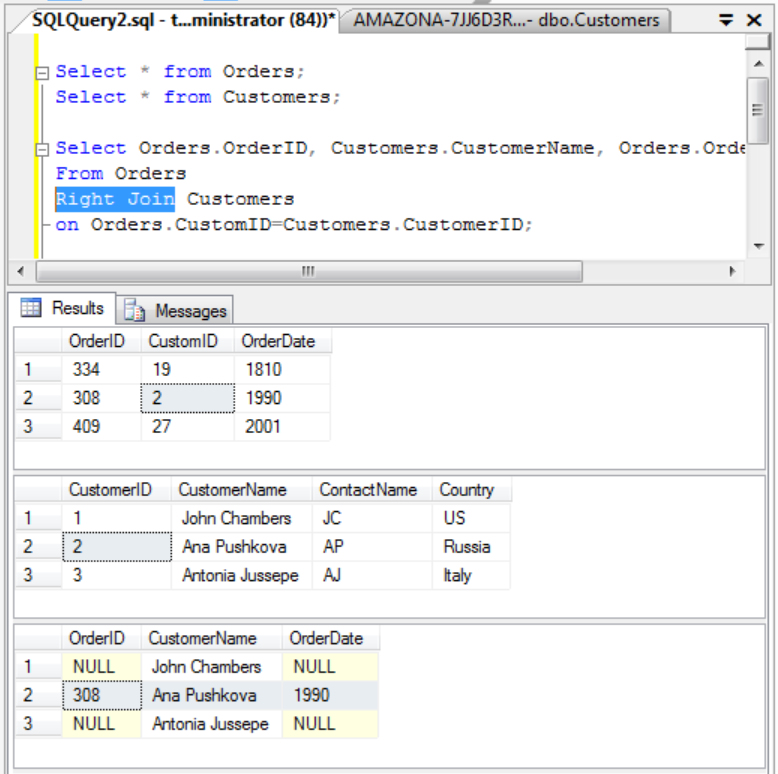 SQLQuery2.sql - t...ministrator (84))* AMAZONA-7JJ6D3R...- dbo.Customers
Select * from Orders;
Select * from Customers;
Select Orders.OrderID, Customers.CustomerName, Orders.Orde
From Orders
Right Join Customers
on Orders.CustomID=Customers.CustomerID;
Results Messages
OrderID CustomID OrderDate
1 334 19 1810
2 308 2 1990
3 409 27 2001
CustomerID CustomerName ContactName Country
1 1 John Chambers JC US
2 2 Ana Pushkova AP Russia
3 3 Antonia Jussepe AJ Italy
OrderID CustomerName OrderDate
1 NULL John Chambers NULL
2 308 Ana Pushkova 1990
3 NULL Antonia Jussepe NULL